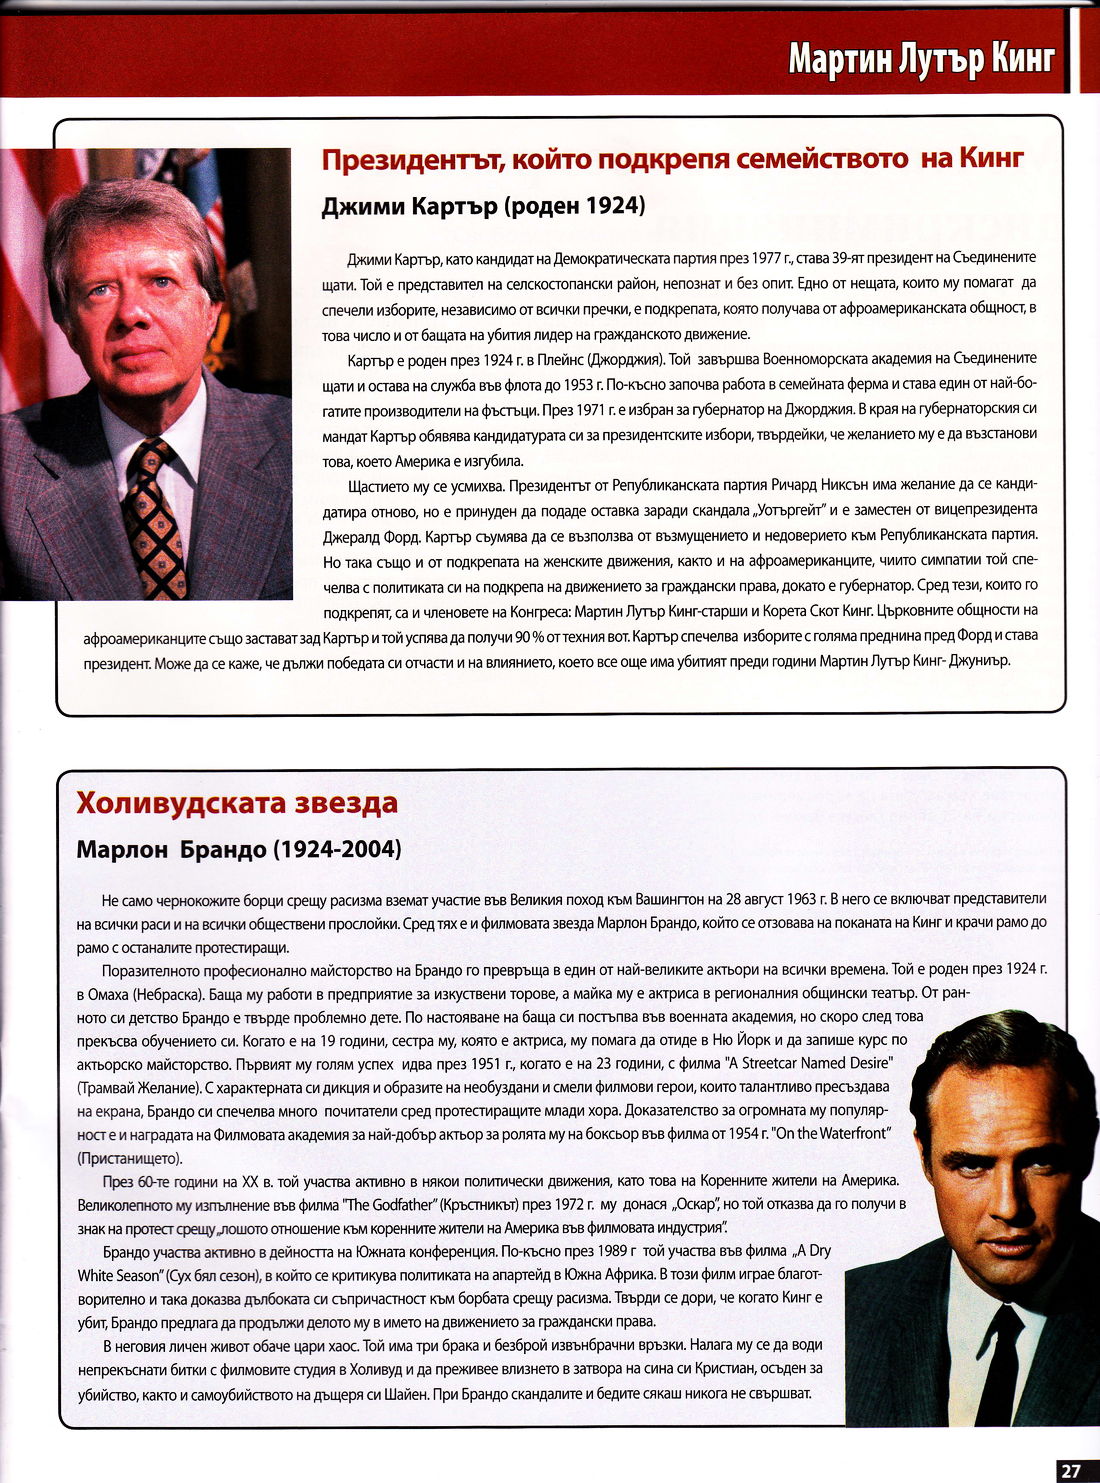 Мартин Лутър Кинг
Президентът, който подкрепя семейството на Кинг
Джими Картър (роден 1924)
Джими Картър, като кандидат на Демократическата партия през 1977 г., става 39-ят президент на Съединените
щати. Той е представител на селскостопански район, непознат и без опит. Едно от нещата, които му помагат да
спечели изборите, независимо от всички пречки, е подкрепата, която получава от афроамериканската общност, в
това число и от бащата на убития лидер на гражданското движение.
Картър е роден през 1924 г. в Плейнс (Джорджия). Той завършва Военноморската академия на Съединените
щати и остава на служба във флота до 1953 г. По-късно започва работа в семейната ферма и става един от най-бо-
гатите производители на фъстъци. През 1971 г. е избран за губернатор на Джорджия. В края на губернаторския си
мандат Картър обявява кандидатурата си за президентските избори, твърдейки, че желанието му е да възстанови
това, което Америка е изгубила.
Щастието му се усмихва. Президентът от Републиканската партия Ричард Никсън има желание да се канди-
датира отново, но е принуден да подаде оставка заради скандала „Уотъргейт” и е заместен от вицепрезидента
Джералд Форд. Картър съумява да се възползва от възмущението и недоверието към Републиканската партия.
Но така също и от подкрепата на женските движения, както и на афроамериканците, чиито симпатии той спе-
челва с политиката си на подкрепа на движението за граждански права, докато е губернатор. Сред тези, които го
подкрепят, са и членовете на Конгреса: Мартин Лутър Кинг-старши и Корета Скот Кинг. Църковните общности на
афроамериканците също застават зад Картър и той успява да получи 90 % от техния вот. Картър спечелва изборите с голяма преднина пред Форд и става
президент. Може да се каже, че дължи победата си отчасти и на влиянието, което все още има убитият преди години Мартин Лутър Кинг- Джуниър.
Холивудската звезда
Марлон Брандо (1924-2004)
Не само чернокожите борци срещу расизма вземат участие във Великия поход към Вашингтон на 28 август 1963 г. В него се включват представители
на всички раси и на всички обществени прослойки. Сред тях е и филмовата звезда Марлон Брандо, който се отзовава на поканата на Кинг и крачи рамо до
рамо с останалите протестиращи.
Поразителното професионално майсторство на Брандо го превръща в един от най-великите актьори на всички времена. Той е роден през 1924 г.
в Омаха (Небраска). Баща му работи в предприятие за изкуствени торове, а майка му е актриса в регионалния общински театър. От ран-
ното си детство Брандо е твърде проблемно дете. По настояване на баща си постъпва във военната академия, но скоро след това
прекъсва обучението си. Когато е на 19 години, сестра му, която е актриса, му помага да отиде в Ню Йорк и да запише курс по
актьорско майсторство. Първият му голям успех идва през 1951 г., когато е на 23 години, с филма "A Streetcar Named Desire"
(Трамвай Желание). С характерната си дикция и образите на необуздани и смели филмови герои, които талантливо пресъздава
на екрана, Брандо си спечелва много почитатели сред протестиращите млади хора. Доказателство за огромната му популяр-
ност е и наградата на Филмовата академия за най-добър актьор за ролята му на боксьор във филма от 1954 г. "On the Waterfront”
(Пристанището).
През 60-те години на XX в. той участва активно в някои политически движения, като това на Коренните жители на Америка.
Великолепното му изпълнение във филма "The Godfather” (Кръстникът) през 1972 г. му донася „Оскар”, но той отказва да го получи в
знак на протест срещу „лошото отношение към коренните жители на Америка във филмовата индустрия”.
Брандо участва активно в дейността на Южната конференция. По-късно през 1989 г той участва във филма „A Dry
White Season” (Сух бял сезон), в който се критикува политиката на апартейд в Южна Африка. В този филм играе благот-
ворително и така доказва дълбоката си съпричастност към борбата срещу расизма. Твърди се дори, че когато Кинг е
убит, Брандо предлага да продължи делото му в името на движението за граждански права.
В неговия личен живот обаче цари хаос. Той има три брака и безброй извънбрачни връзки. Налага му се да води
непрекъснати битки с филмовите студия в Холивуд и да преживее влизнето в затвора на сина си Кристиан, осъден за
убийство, както и самоубийството на дъщеря си Шайен. При Брандо скандалите и бедите сякаш никога не свършват.
27